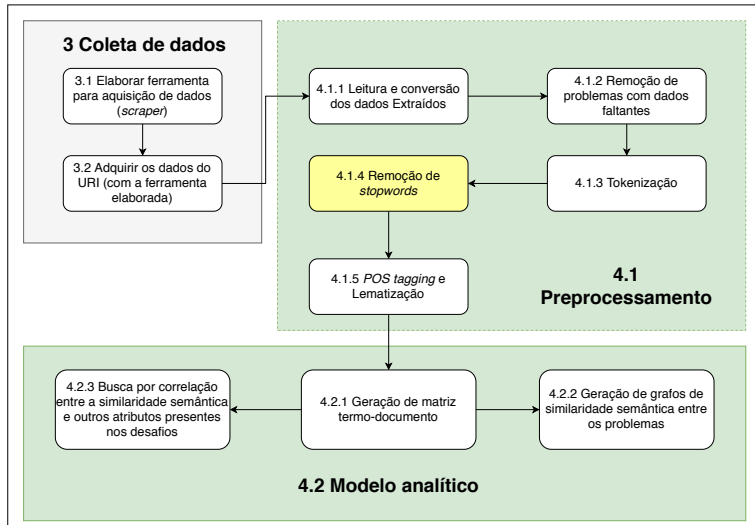 3 Coleta de dados
3.1 Elaborar ferramenta
para aquisição de dados
(scraper)
3.2 Adquirir os dados do
URI (com a ferramenta
elaborada)
4.1.1 Leitura e conversão
dos dados Extraídos
4.1.2 Remoção de
problemas com dados
faltantes
4.1.3 Tokenização
4.1.4 Remoção de
stopwords
4.1.5 POS tagging e
Lematização
4.1
Preprocessamento
4.2.3 Busca por correlação
entre a similaridade semântica
e outros atributos presentes
nos desafios
4.2.1 Geração de matriz
termo-documento
4.2.2 Geração de grafos de
similaridade semântica entre
os problemas
4.2 Modelo analítico